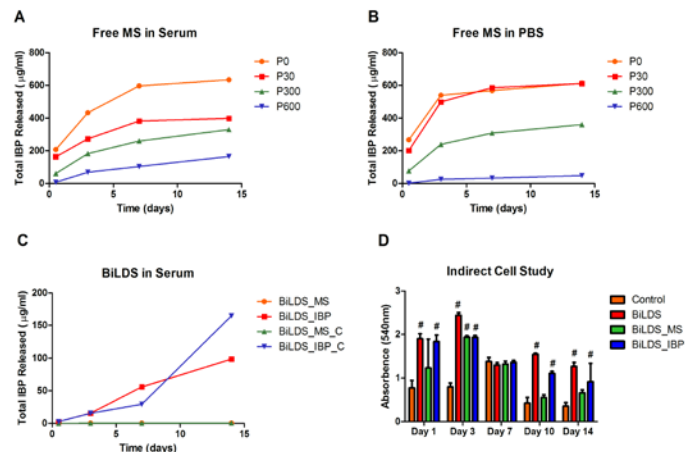 A
Free MS in Serum
Total IBP Released ( μg/ml)
800
600
400
200
0
0
5
10
15
Time (days)
P0
P30
P300
P600
B
Free MS in PBS
Total IBP Released ( μg/ml)
800
600
400
200
0
0
5
10
15
Time (days)
P0
P30
P300
P600
C
BiLDS in Serum
Total IBP Released ( μg/ml)
200
150
100
50
0
0
5
10
15
Time (days)
BiLDS_MS
BiLDS_IBP
BiLDS_MS_C
BiLDS_IBP_C
D
Indirect Cell Study
Absorbence (540nm)
3
2
1
0
# #
# # #
# #
# #
Day 1 Day 3 Day 7 Day 10 Day 14
Control
BiLDS
BiLDS_MS
BiLDS_IBP